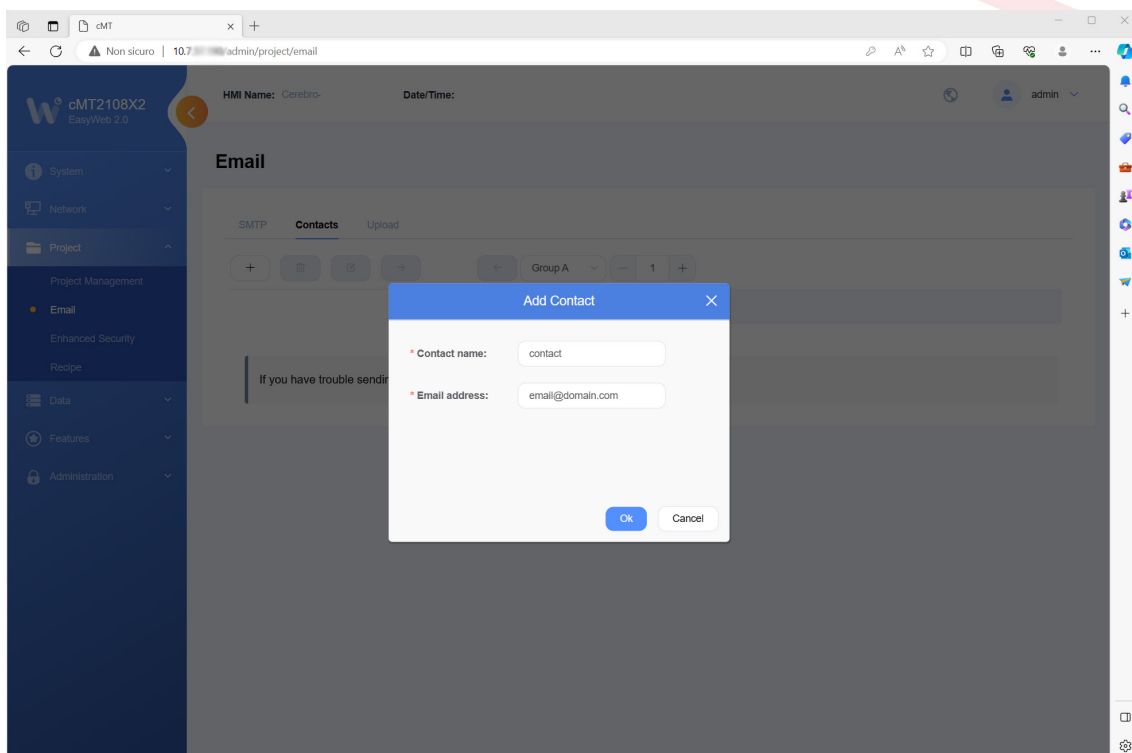 cMT
Non sicuro | 10.7 /admin/project/email
cMT2108X2
EasyWeb 2.0
HMI Name: Cerebro-
Date/Time:
admin
Email
System
Network
Project
Project Management
Email
Enhanced Security
Recipe
Data
Features
Administration
SMTP Contacts Upload
Group A
1
Add Contact
* Contact name: contact
* Email address: email@domain.com
If you have trouble
Ok Cancel